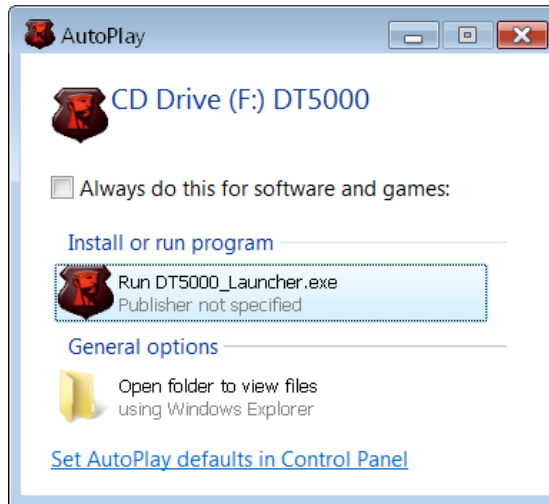 AutoPlay
CD Drive (F:) DT5000
Always do this for software and games:
Install or run program
Run DT5000_Launcher.exe
Publisher not specified
General options
Open folder to view files
using Windows Explorer
Set AutoPlay defaults in Control Panel